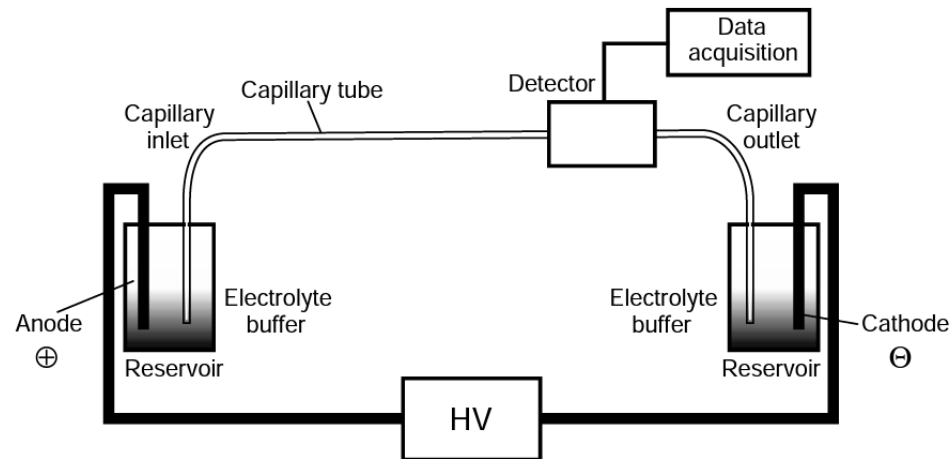 Data
acquisition
Detector
Capillary tube
Capillary
inlet
Capillary
outlet
Electrolyte
buffer
Electrolyte
buffer
Anode
⊕
Cathode
Θ
Reservoir
Reservoir
HV